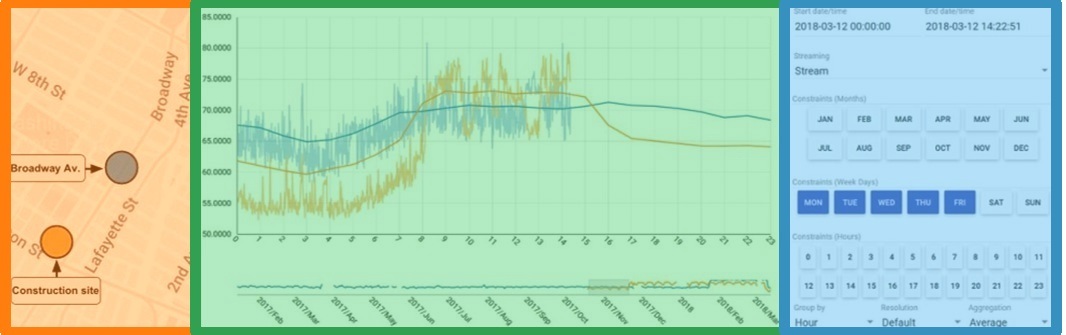 W 8th St
Broadway
4th Ave
Broadway Av.
on St
Lafayette St
2nd A
Construction site
85.0000
80.0000
75.0000
70.0000
65.0000
60.0000
55.0000
50.0000
0 1 2 3 4 5 6 7 8 9 10 11 12 13 14 15 16 17 18 19 20 21 22 23
2017/Feb 2017/Mar 2017/Apr 2017/May 2017/Jun 2017/Jul 2017/Aug 2017/Sep 2017/Oct 2017/Nov 2017/Dec 2018 2018/Feb 2018/Mar
Start date/time End date/time
2018-03-12 00:00:00 2018-03-12 14:22:51
Streaming
Stream
Constraints (Months)
JAN FEB MAR APR MAY JUN
JUL AUG SEP OCT NOV DEC
Constraints (Week Days)
MON TUE WED THU FRI SAT SUN
Constraints (Hours)
0 1 2 3 4 5 6 7 8 9 10 11
12 13 14 15 16 17 18 19 20 21 22 23
Group by Resolution Aggregation
Hour Default Average